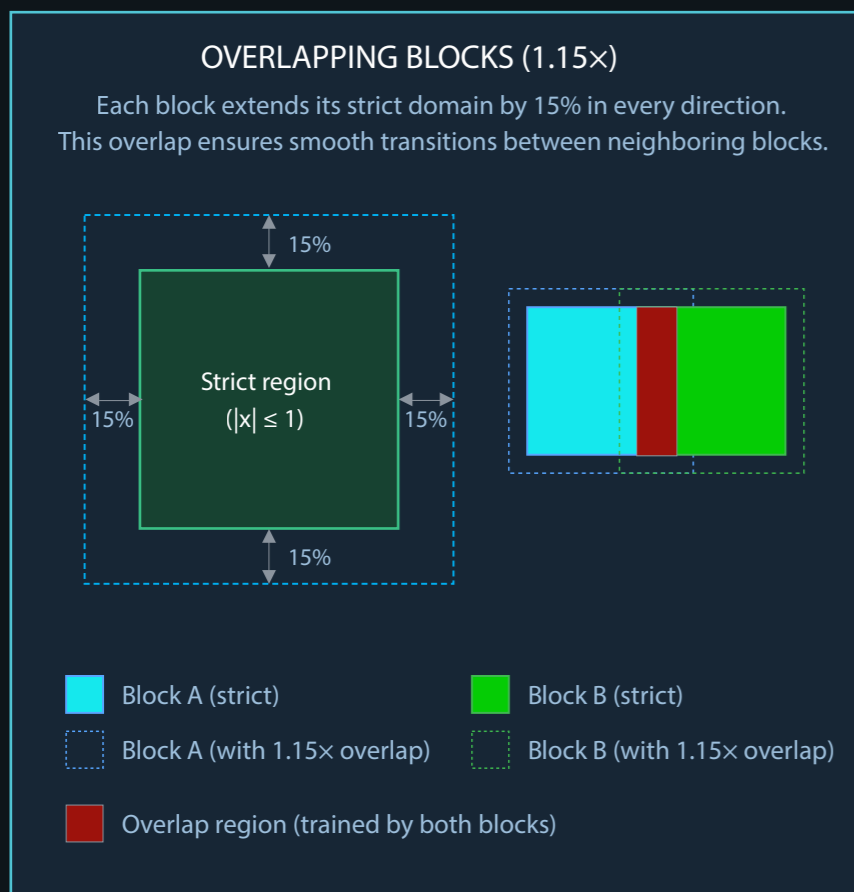 OVERLAPPING BLOCKS (1.15×)
Each block extends its strict domain by 15% in every direction.
This overlap ensures smooth transitions between neighboring blocks.
15%
Strict region
(|x| ≤ 1)
15%
15%
15%
Block A (strict)
Block B (strict)
Block A (with 1.15× overlap)
Block B (with 1.15× overlap)
Overlap region (trained by both blocks)